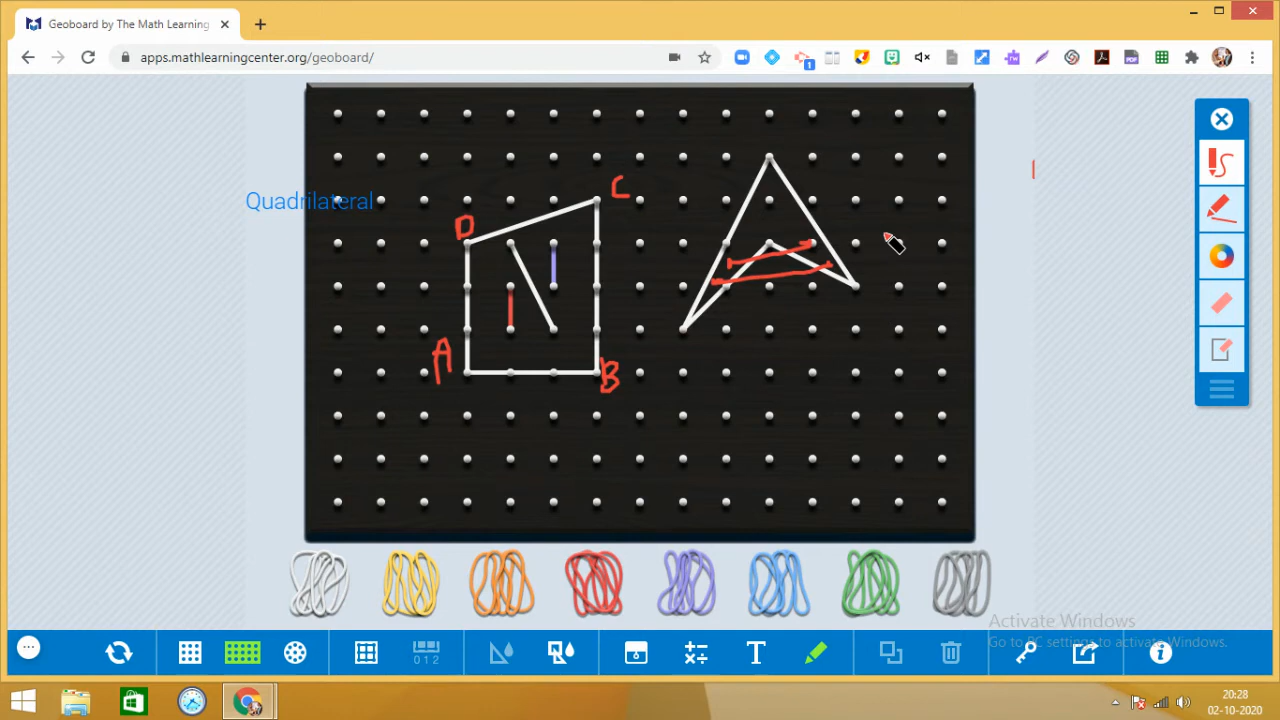 Geoboard by The Math Learning
apps.mathlearningcenter.org/geoboard/
1
Quadrilateral
C
D
A
B
0 1 2
T
Activate Windows
Go to PC settings to activate Windows.
20:28
02-10-2020